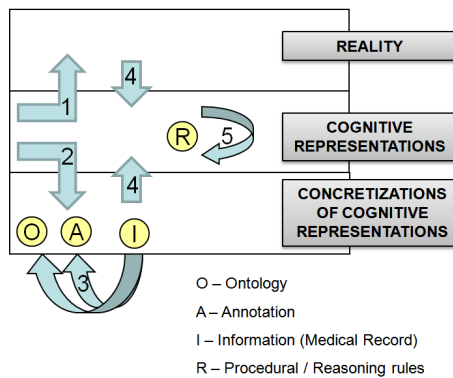 REALITY
4
1
R
5
COGNITIVE
REPRESENTATIONS
2
4
CONCRETIZATIONS
OF COGNITIVE
REPRESENTATIONS
O
A
I
3
O – Ontology
A – Annotation
I – Information (Medical Record)
R – Procedural / Reasoning rules